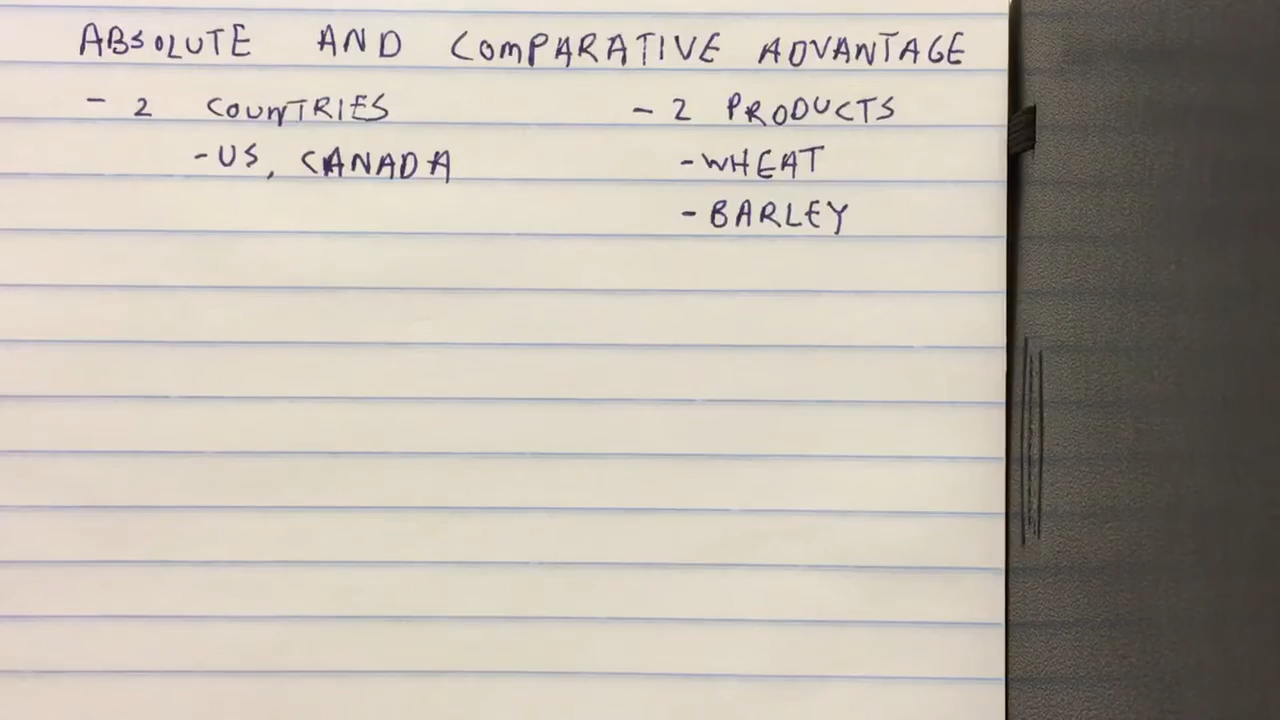 ABSOLUTE AND COMPARATIVE ADVANTAGE
- 2 COUNTRIES
- US, CANADA
- 2 PRODUCTS
- WHEAT
- BARLEY